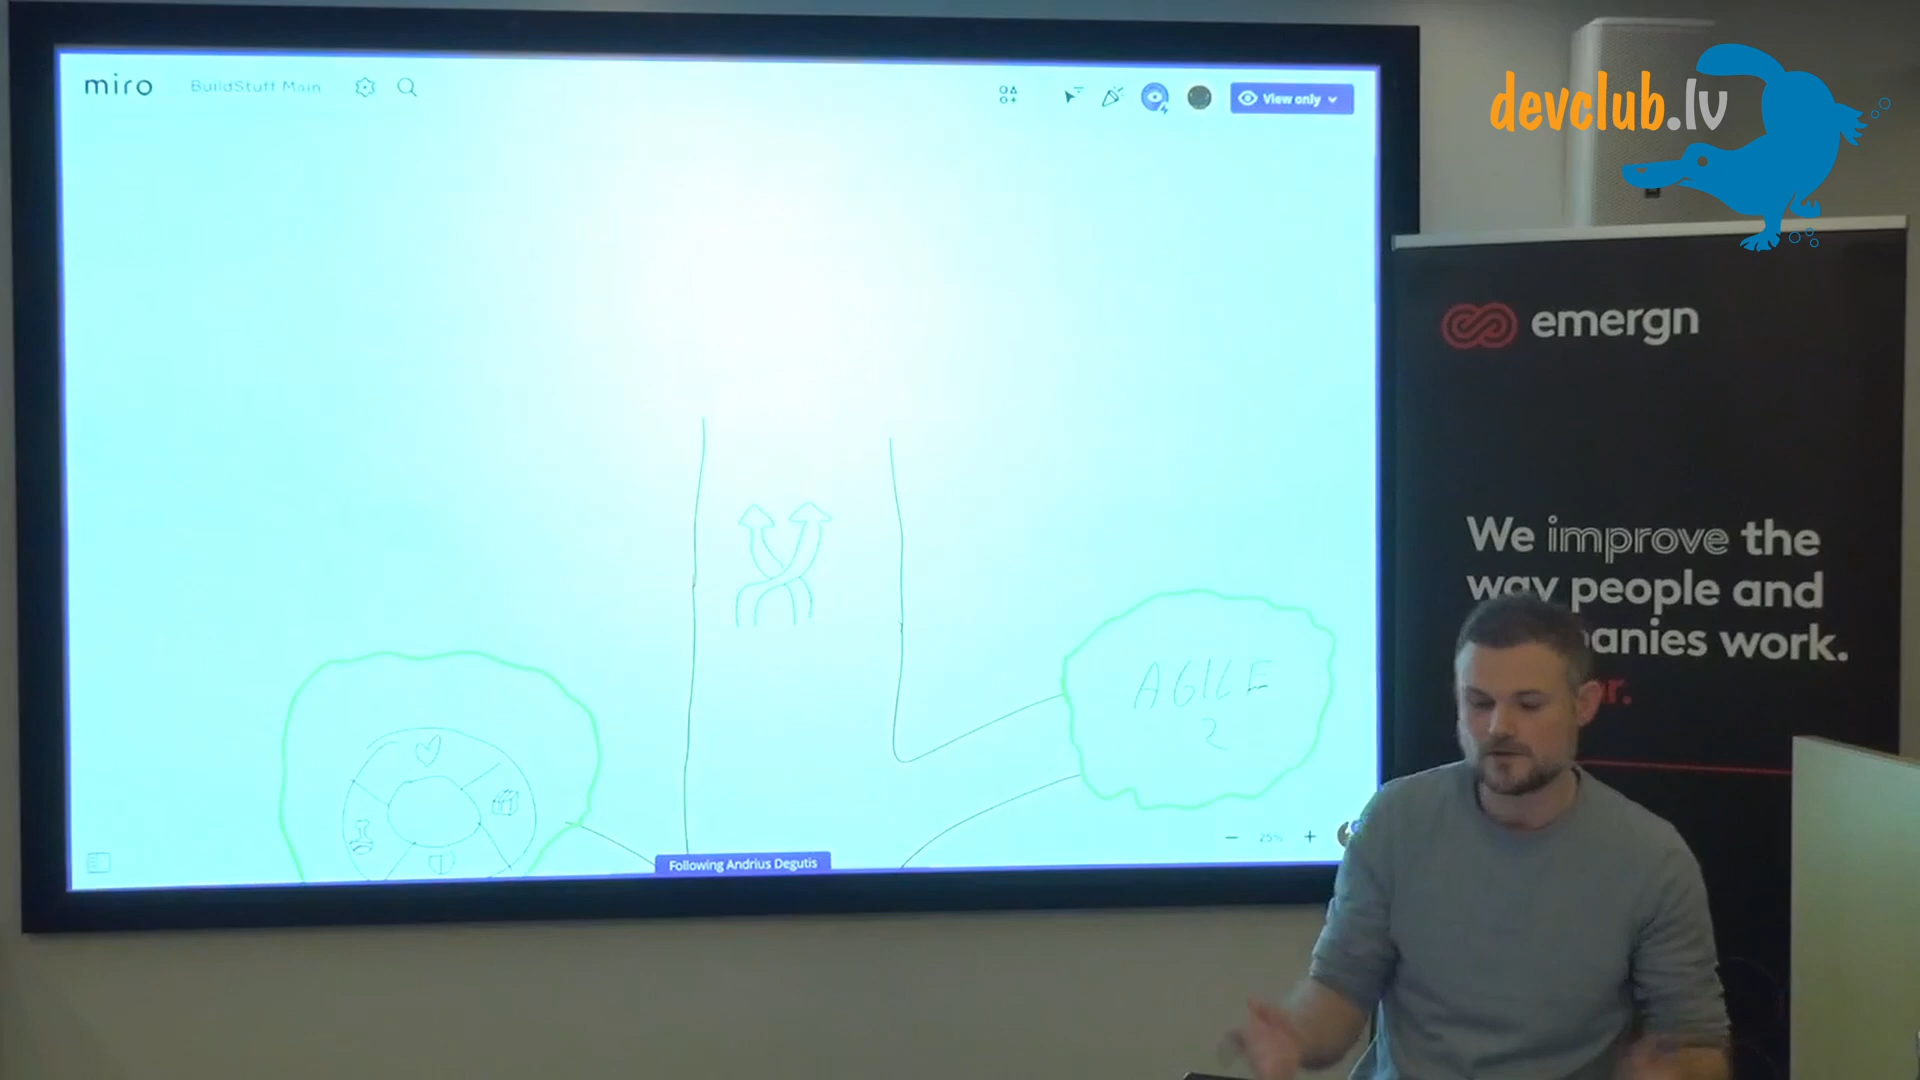 miro
BuildStuff Main
View only
devclub.lv
emergn
We improve the
way people and
anies work.
r.
AGILE
2
25%
Following Andrius Degutis